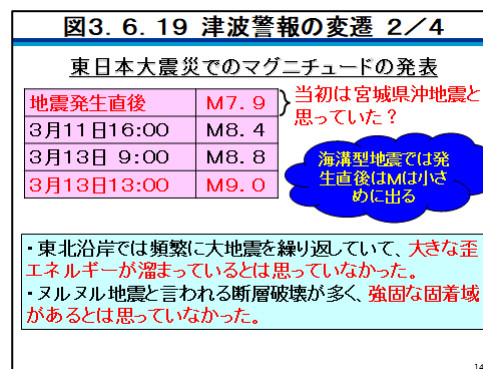 図3.6.19 津波警報の変遷 2/4
東日本大震災でのマグニチュードの発表
地震発生直後 M7.9
当初は宮城県沖地震と
思っていた?
3月11日16:00 M8.4
3月13日 9:00 M8.8
3月13日13:00 M9.0
海溝型地震では発
生直後はMは小さ
めに出る
・東北沿岸では頻繁に大地震を繰り返していて、大きな歪
エネルギーが溜まっているとは思っていなかった。
・ヌルヌル地震と言われる断層破壊が多く、強固な固着域
があるとは思っていなかった。
14